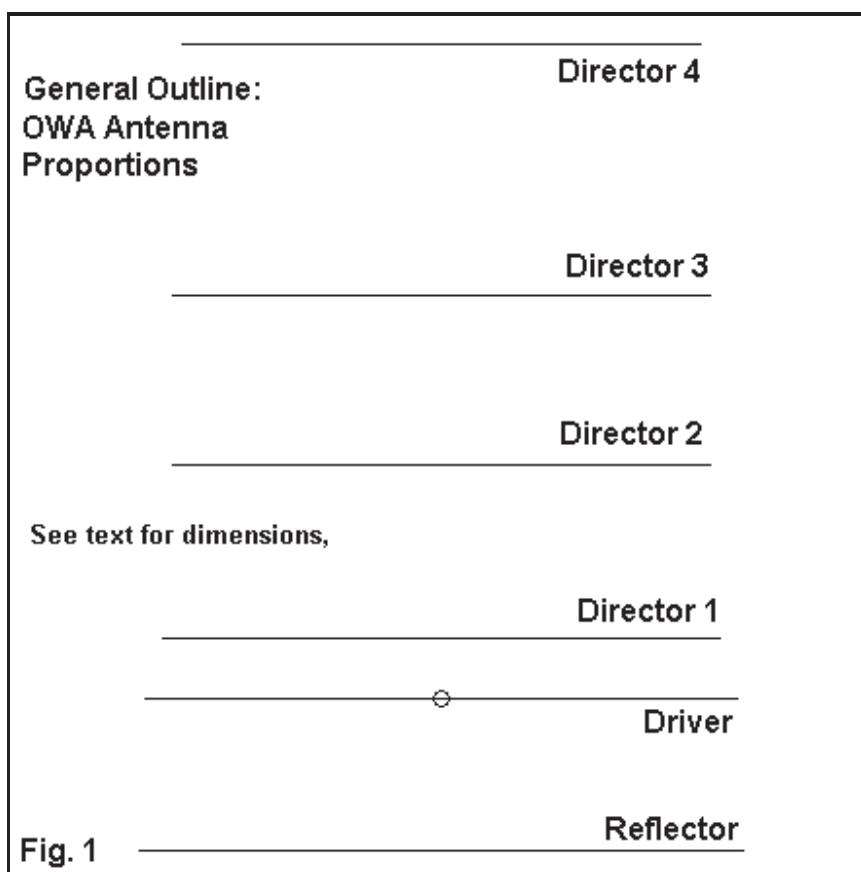 Director 4
General Outline:
OWA Antenna
Proportions
Director 3
Director 2
See text for dimensions,
Director 1
Driver
Reflector
Fig. 1